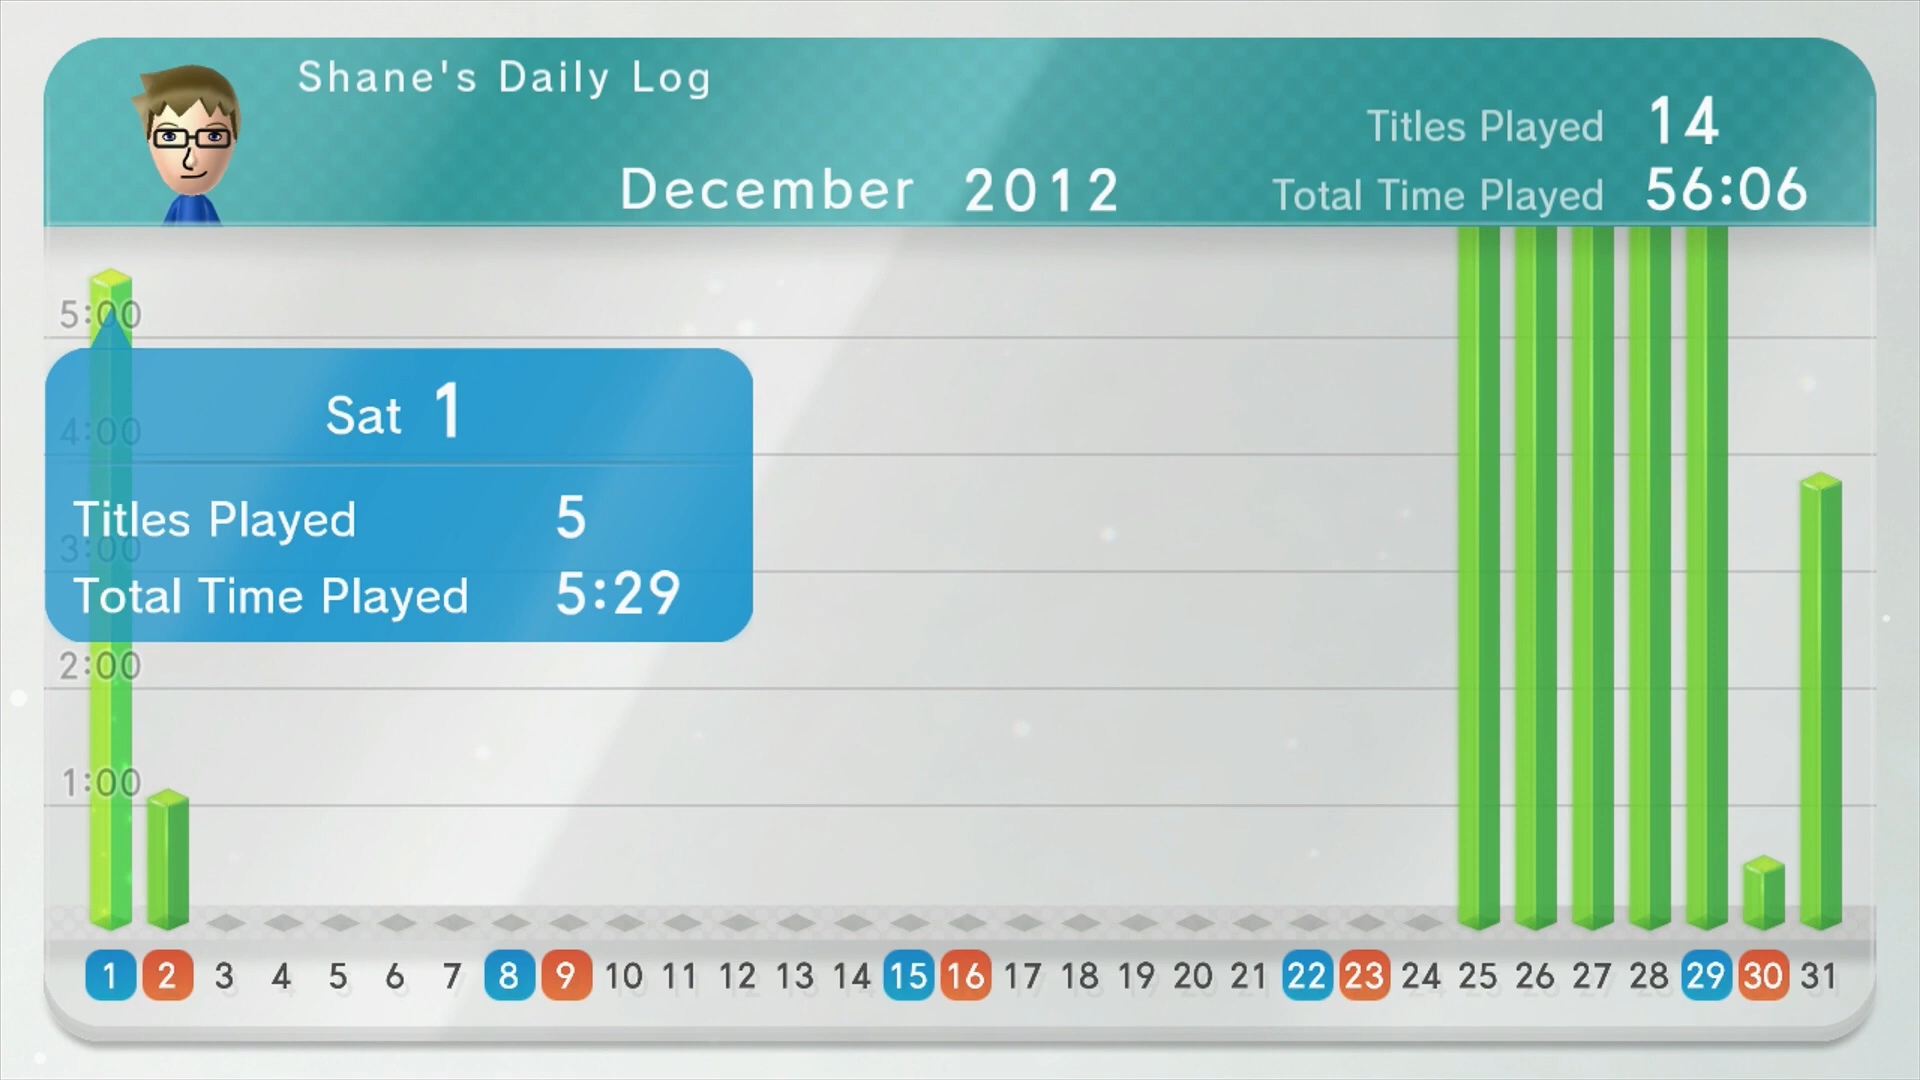 Shane's Daily Log
Titles Played 14
December 2012
Total Time Played 56:06
5:00
Sat 1
4:00
Titles Played 5
3:00
Total Time Played 5:29
2:00
1:00
1 2 3 4 5 6 7 8 9 10 11 12 13 14 15 16 17 18 19 20 21 22 23 24 25 26 27 28 29 30 31